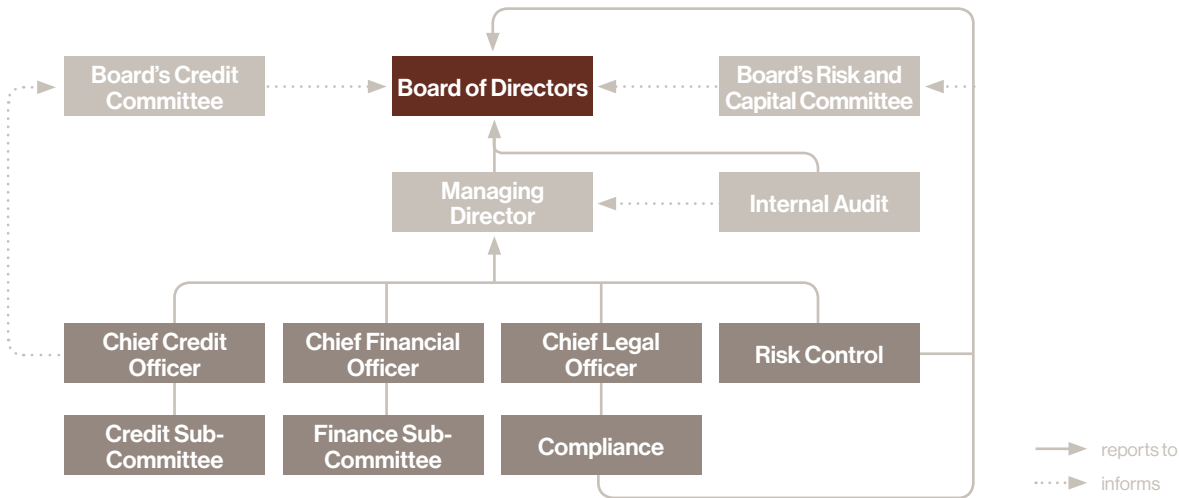 Board's Credit
Committee
Board of Directors
Board's Risk and
Capital Committee
Managing
Director
Internal Audit
Chief Credit
Officer
Chief Financial
Officer
Chief Legal
Officer
Risk Control
Credit Sub-
Committee
Finance Sub-
Committee
Compliance
reports to
informs